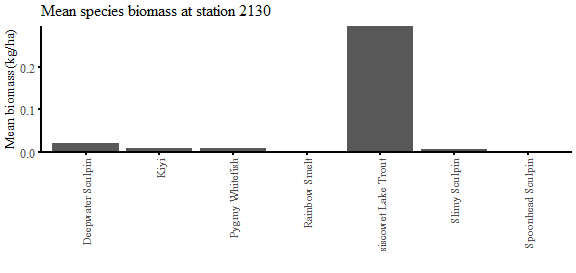 Mean species biomass at station 2130
Mean biomass (kg/ha)
0.2
0.1
0.0
Deepwater Sculpin
Kiyi
Pygmy Whitefish
Rainbow Smelt
siscowet Lake Trout
Slimy Sculpin
Spoonhead Sculpin